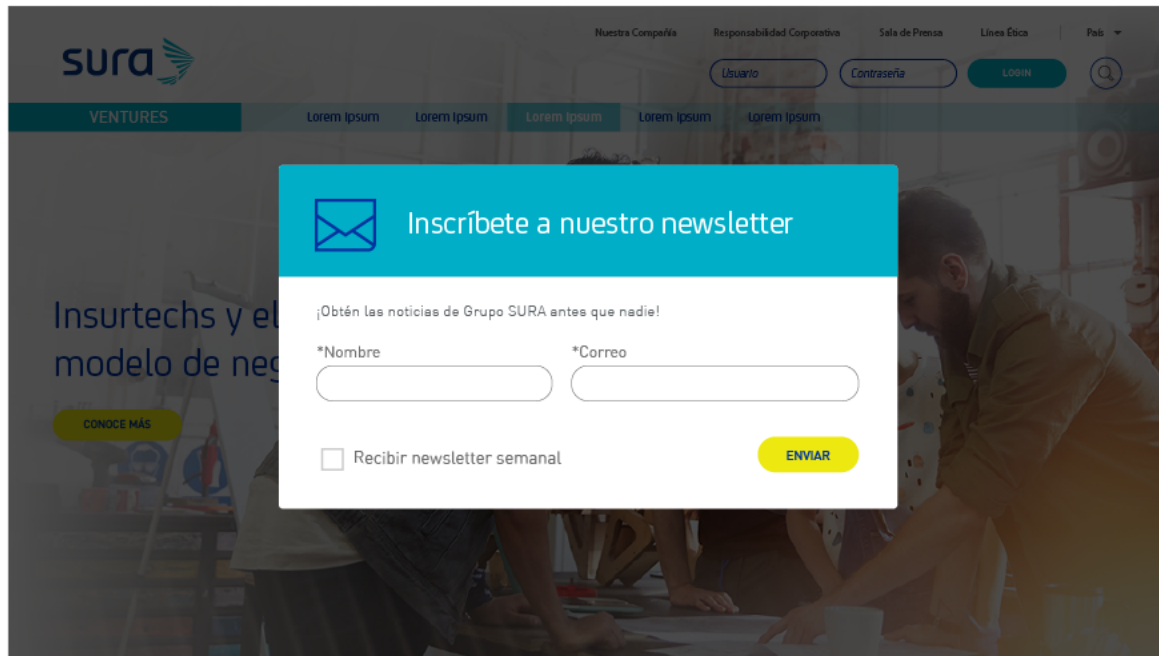 Nuestra Compañía Responsabilidad Corporativa Sala de Prensa Línea Ética País
sura
Usuario Contraseña LOGIN
VENTURES Lorem Ipsum Lorem Ipsum Lorem Ipsum Lorem Ipsum Lorem Ipsum
Inscríbete a nuestro newsletter
Insurtechs y el
modelo de neg
CONOCE MÁS
¡Obtén las noticias de Grupo SURA antes que nadie!
*Nombre *Correo
Recibir newsletter semanal ENVIAR